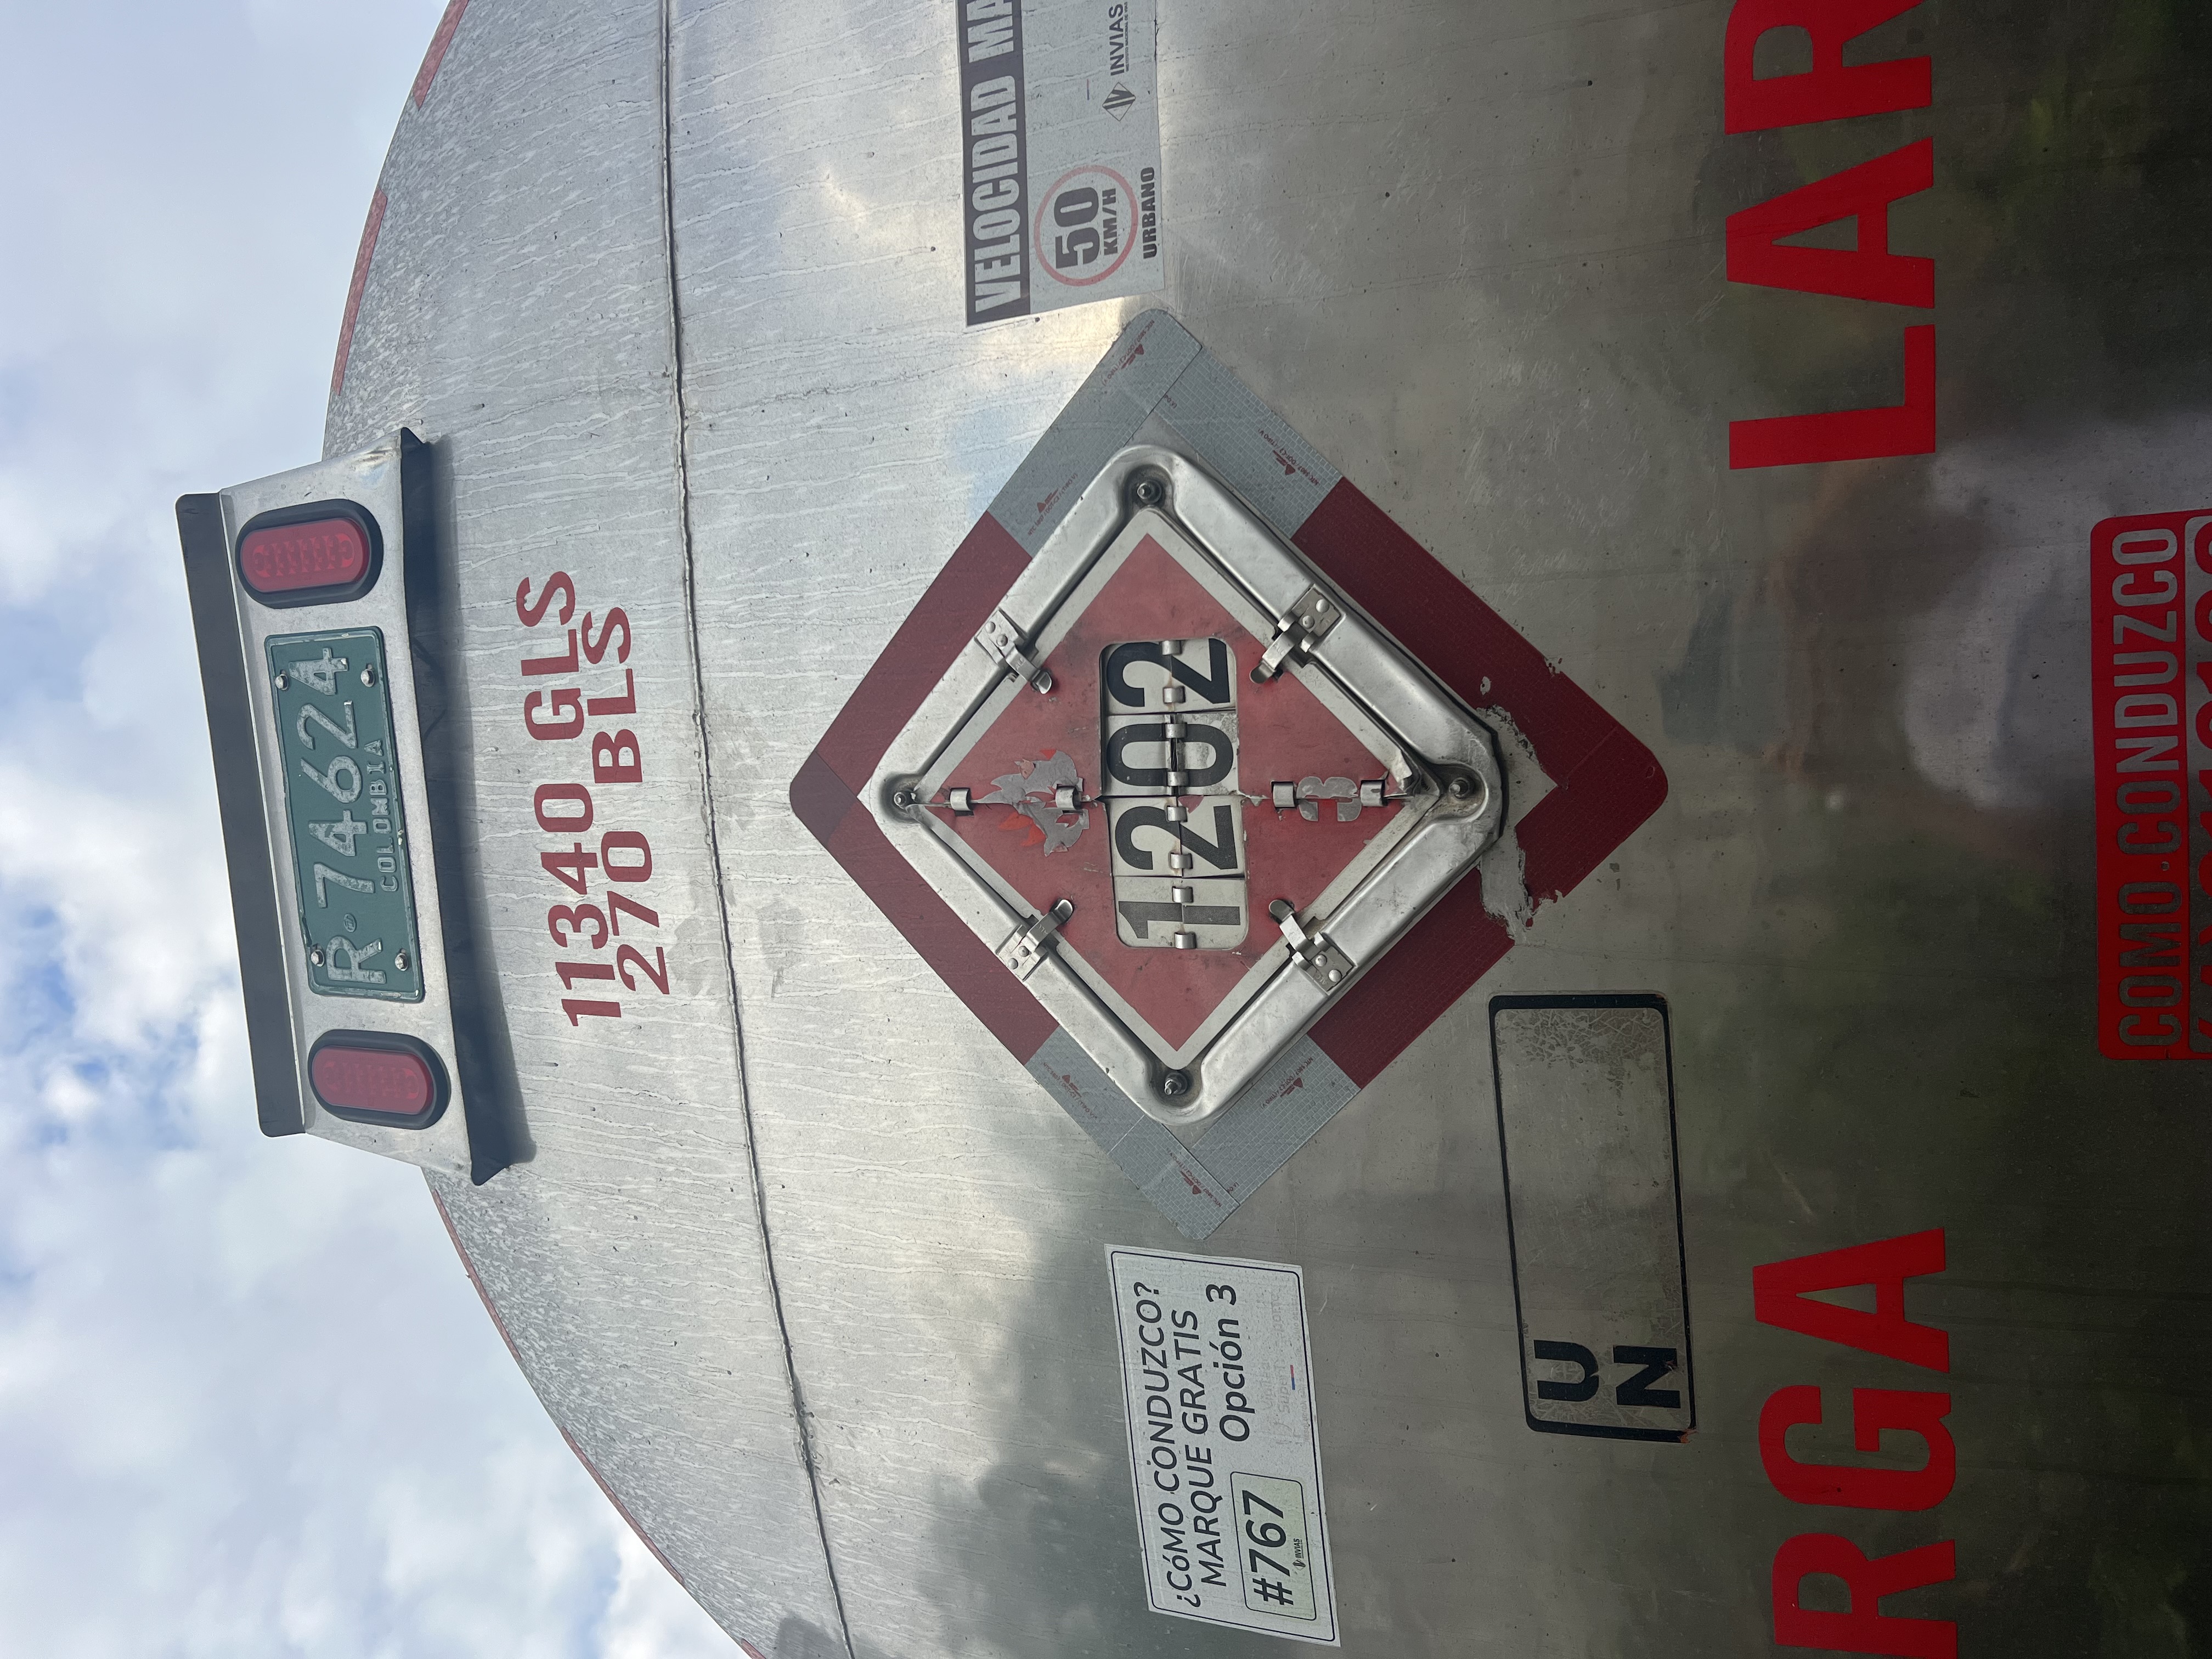 R·74624
COLOMBIA
11340 GLS
270 BLS
VELOCIDAD
50
KM/H
URBANO
INVIAS
1202
3
¿CóMO CONDUZCO?
MARQUE GRATIS
#767 Opción 3
INVIAS
UN
RGA LAR
COMO.CONDUZCO